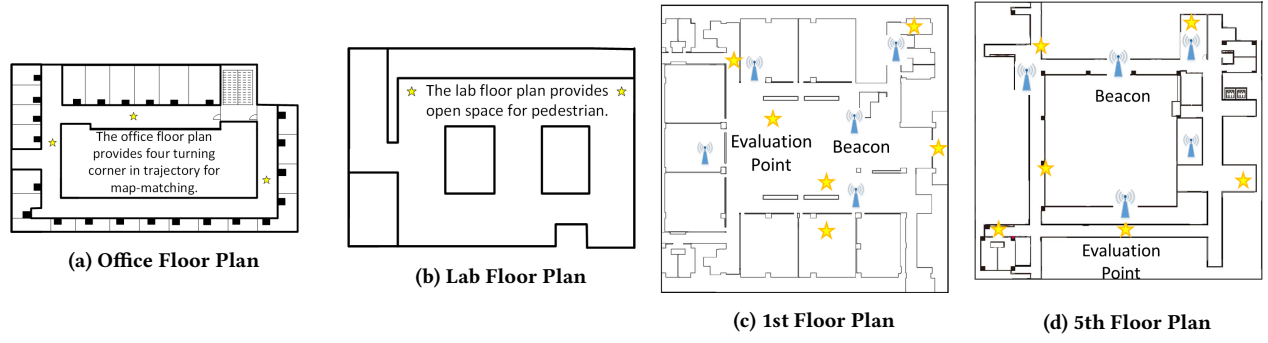 The office floor plan
provides four turning
corner in trajectory for
map-matching.
(a) Office Floor Plan
The lab floor plan provides
open space for pedestrian.
(b) Lab Floor Plan
Evaluation
Point
Beacon
(c) 1st Floor Plan
Beacon
Evaluation
Point
(d) 5th Floor Plan